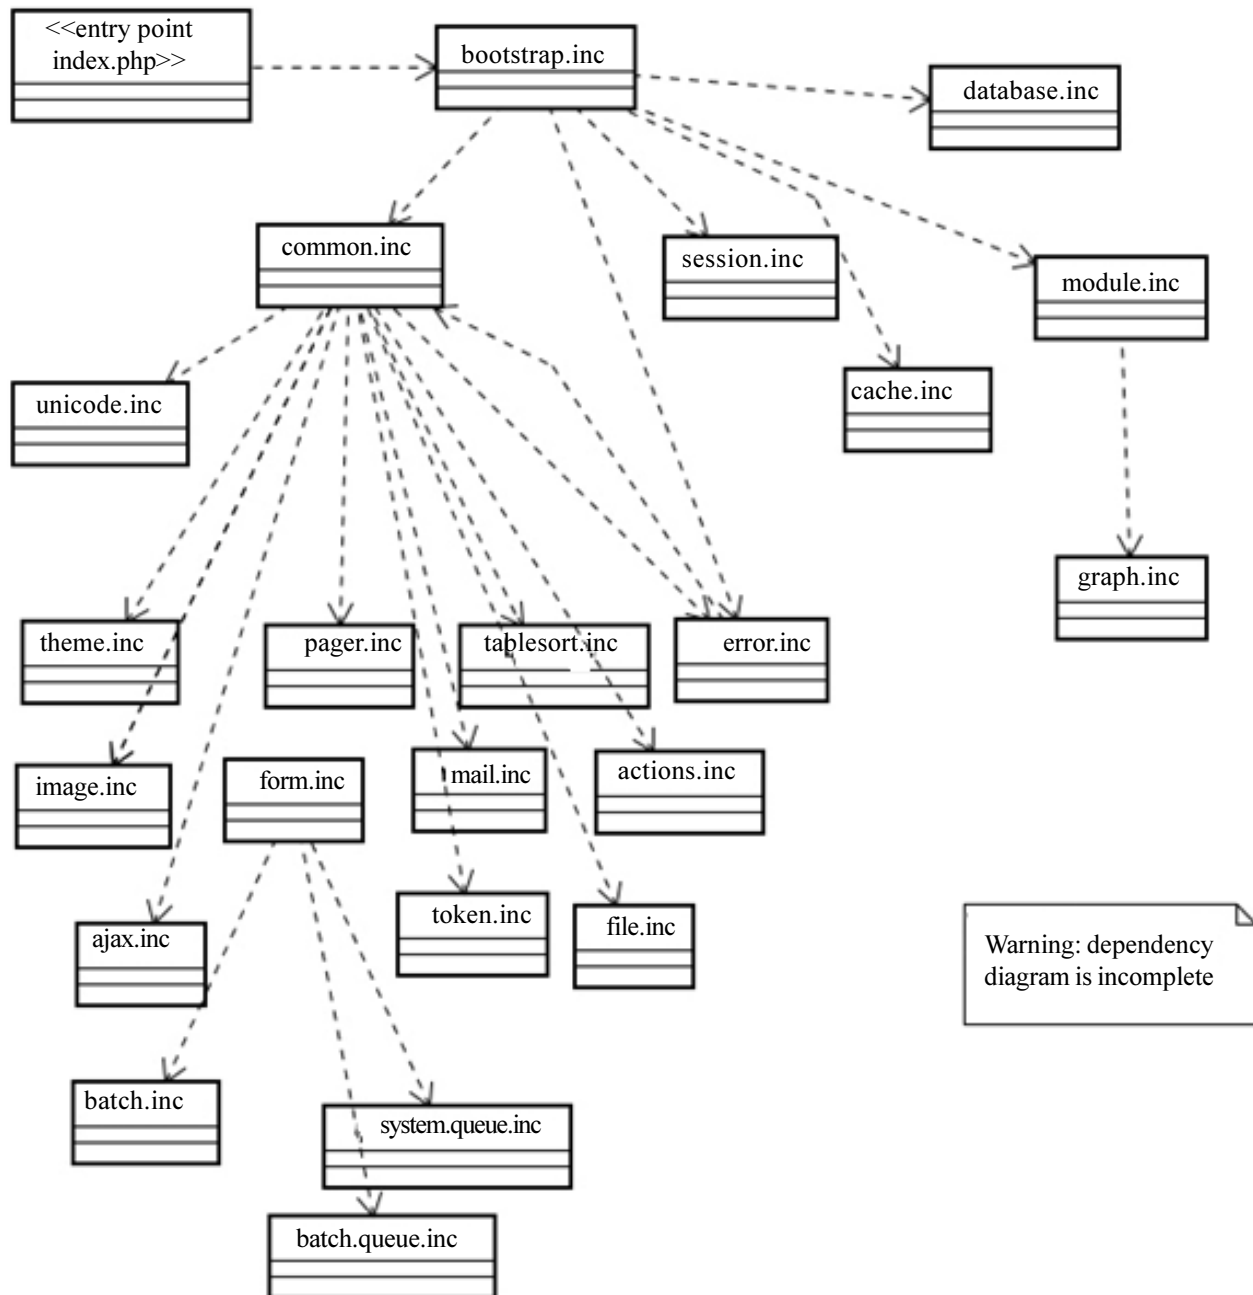 <<entry point
index.php>>
bootstrap.inc
database.inc
common.inc
session.inc
module.inc
unicode.inc
cache.inc
graph.inc
theme.inc
pager.inc
tablesort.inc
error.inc
image.inc
form.inc
mail.inc
actions.inc
ajax.inc
token.inc
file.inc
Warning: dependency
diagram is incomplete
batch.inc
system.queue.inc
batch.queue.inc